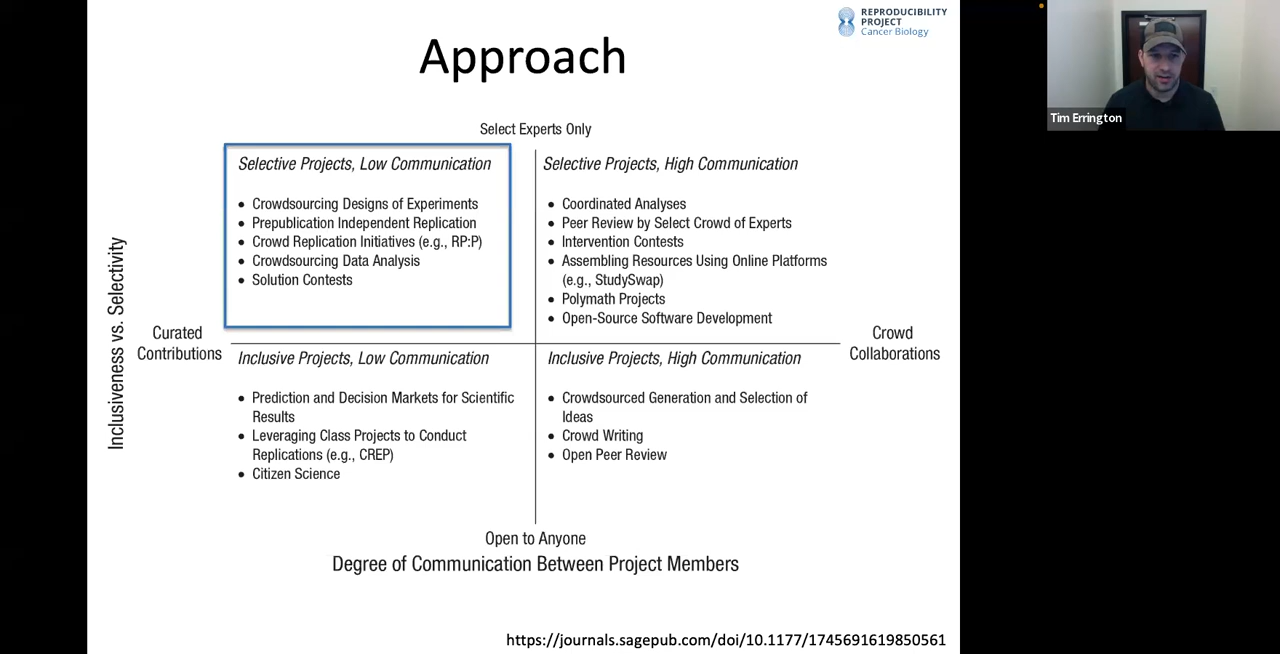 REPRODUCIBILITY
PROJECT
Cancer Biology
Approach
Tim Errington
Select Experts Only
Selective Projects, Low Communication
• Crowdsourcing Designs of Experiments
• Prepublication Independent Replication
• Crowd Replication Initiatives (e.g., RP:P)
• Crowdsourcing Data Analysis
• Solution Contests
Selective Projects, High Communication
• Coordinated Analyses
• Peer Review by Select Crowd of Experts
• Intervention Contests
• Assembling Resources Using Online Platforms
(e.g., StudySwap)
• Polymath Projects
• Open-Source Software Development
Inclusiveness vs. Selectivity
Curated
Contributions
Crowd
Collaborations
Inclusive Projects, Low Communication
• Prediction and Decision Markets for Scientific
Results
• Leveraging Class Projects to Conduct
Replications (e.g., CREP)
• Citizen Science
Inclusive Projects, High Communication
• Crowdsourced Generation and Selection of
Ideas
• Crowd Writing
• Open Peer Review
Open to Anyone
Degree of Communication Between Project Members
https://journals.sagepub.com/doi/10.1177/1745691619850561